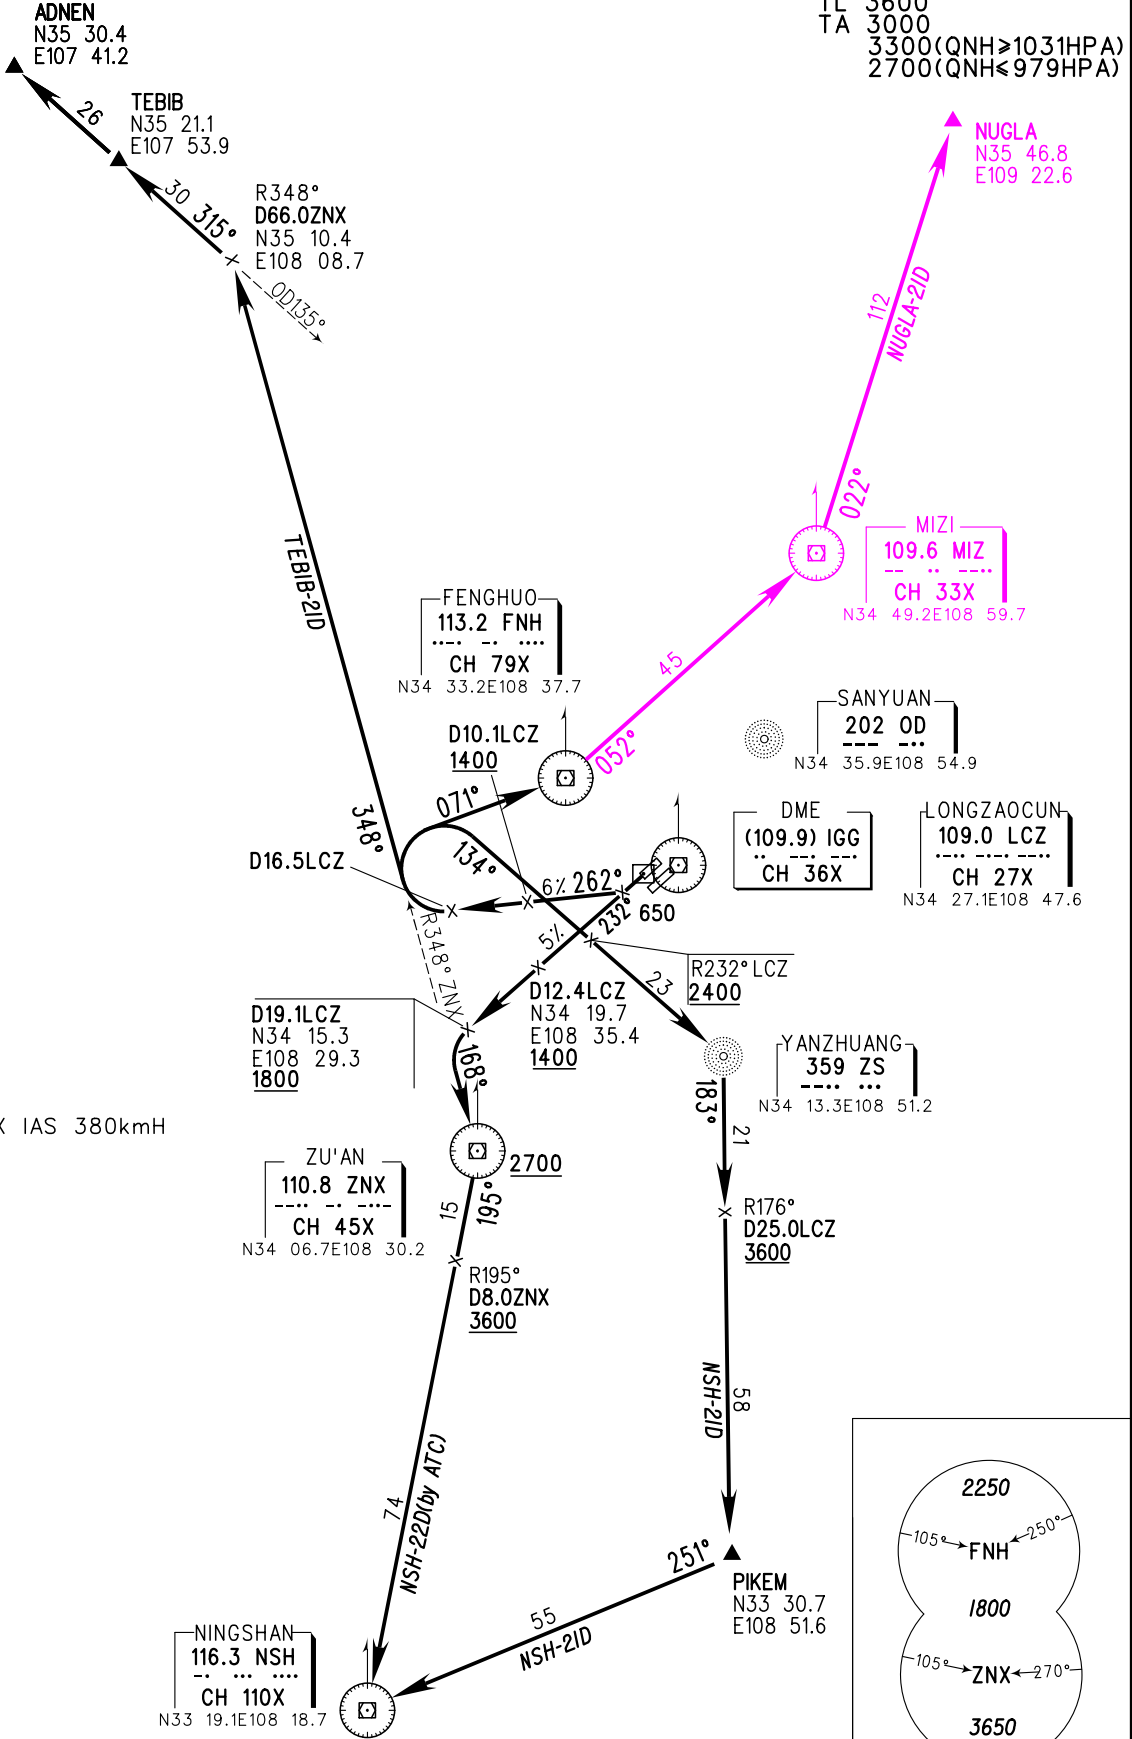 ADNEN
N35 30.4
E107 41.2
TL 3600
TA 3000
3300(QNH≥1031HPA)
2700(QNH≤979HPA)
26
TEBIB
N35 21.1
E107 53.9
NUGLA
N35 46.8
E109 22.6
30 315°
R348°
D66.0ZNX
N35 10.4
E108 08.7
OD135°
112
NUGLA-21D
022°
MIZI
109.6 MIZ
-- ·· --··
CH 33X
N34 49.2E108 59.7
TEBIB-21D
FENGHUO
113.2 FNH
··-· -· ····
CH 79X
N34 33.2E108 37.7
45
052°
SANYUAN
202 OD
--- -··
N34 35.9E108 54.9
D10.1LCZ
1400
071°
348°
134°
DME
(109.9) IGG
·· --· --·
CH 36X
LONGZAOCUN
109.0 LCZ
·-·· -·-· --··
CH 27X
N34 27.1E108 47.6
D16.5LCZ
6% 262°
232°
650
5%
R348° ZNX
R232° LCZ
2400
23
D12.4LCZ
N34 19.7
E108 35.4
1400
D19.1LCZ
N34 15.3
E108 29.3
1800
168°
YANZHUANG
359 ZS
--·· ···
N34 13.3E108 51.2
183°
21
X IAS 380kmH
ZU'AN
110.8 ZNX
--·· -· -··-
CH 45X
N34 06.7E108 30.2
2700
15
195°
R195°
D8.0ZNX
3600
R176°
D25.0LCZ
3600
NSH-21D
58
74
NSH-22D(by ATC)
251°
PIKEM
N33 30.7
E108 51.6
55
NSH-21D
NINGSHAN
116.3 NSH
-· ··· ····
CH 110X
N33 19.1E108 18.7
2250
105°
FNH
250°
1800
105°
ZNX
270°
3650